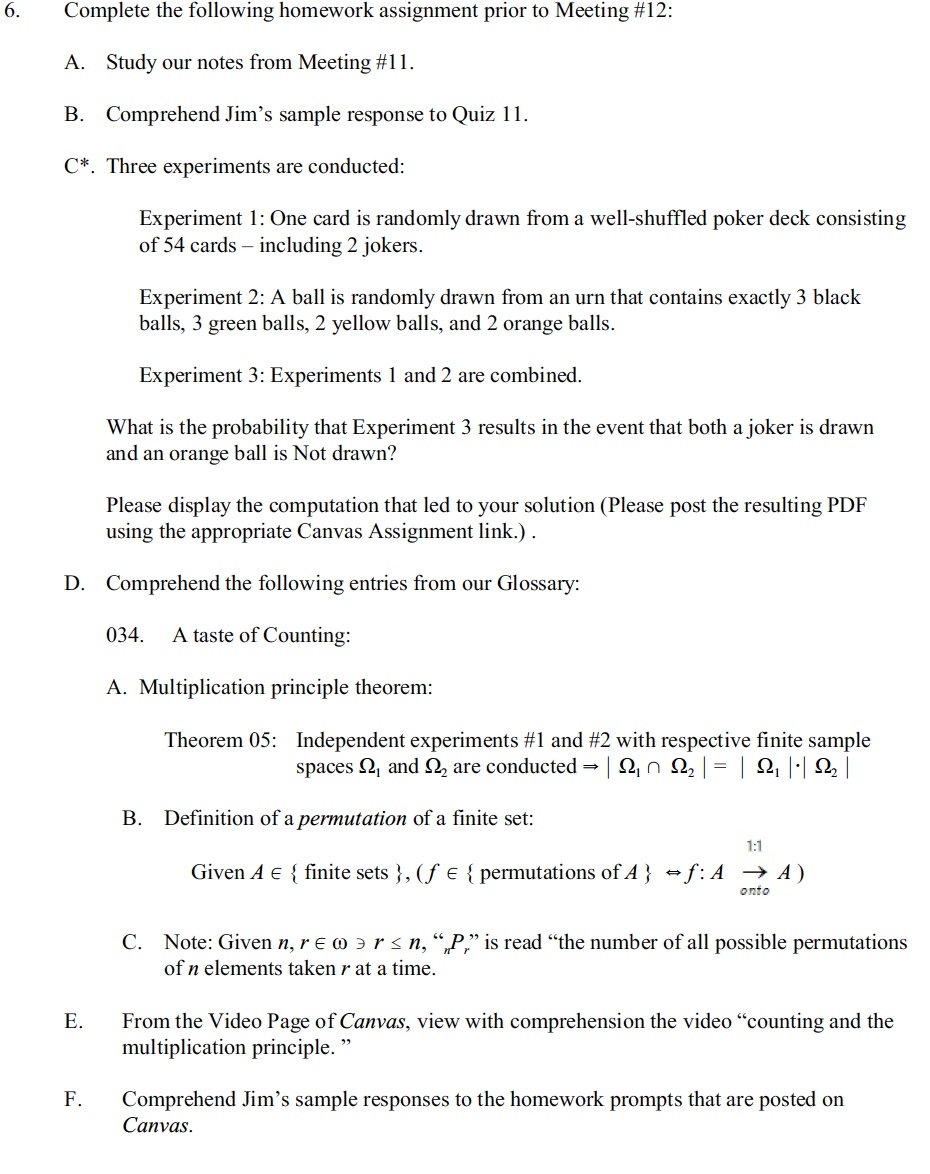 6. Complete the following homework assignment prior to Meeting #12:
A. Study our notes from Meeting #11.
B. Comprehend Jim’s sample response to Quiz 11.
C*. Three experiments are conducted:
Experiment 1: One card is randomly drawn from a well-shuffled poker deck consisting
of 54 cards – including 2 jokers.
Experiment 2: A ball is randomly drawn from an urn that contains exactly 3 black
balls, 3 green balls, 2 yellow balls, and 2 orange balls.
Experiment 3: Experiments 1 and 2 are combined.
What is the probability that Experiment 3 results in the event that both a joker is drawn
and an orange ball is Not drawn?
Please display the computation that led to your solution (Please post the resulting PDF
using the appropriate Canvas Assignment link.) .
D. Comprehend the following entries from our Glossary:
034. A taste of Counting:
A. Multiplication principle theorem:
Theorem 05: Independent experiments #1 and #2 with respective finite sample
spaces Ω₁ and Ω₂ are conducted ⇒ | Ω₁ ∩ Ω₂ | = | Ω₁ |·| Ω₂ |
B. Definition of a permutation of a finite set:
1:1
Given A ∈ { finite sets }, ( f ∈ { permutations of A } ⇔ f : A → A )
onto
C. Note: Given n, r ∈ ω ∋ r ≤ n, “ₙPᵣ” is read “the number of all possible permutations
of n elements taken r at a time.
E. From the Video Page of Canvas, view with comprehension the video “counting and the
multiplication principle. ”
F. Comprehend Jim’s sample responses to the homework prompts that are posted on
Canvas.